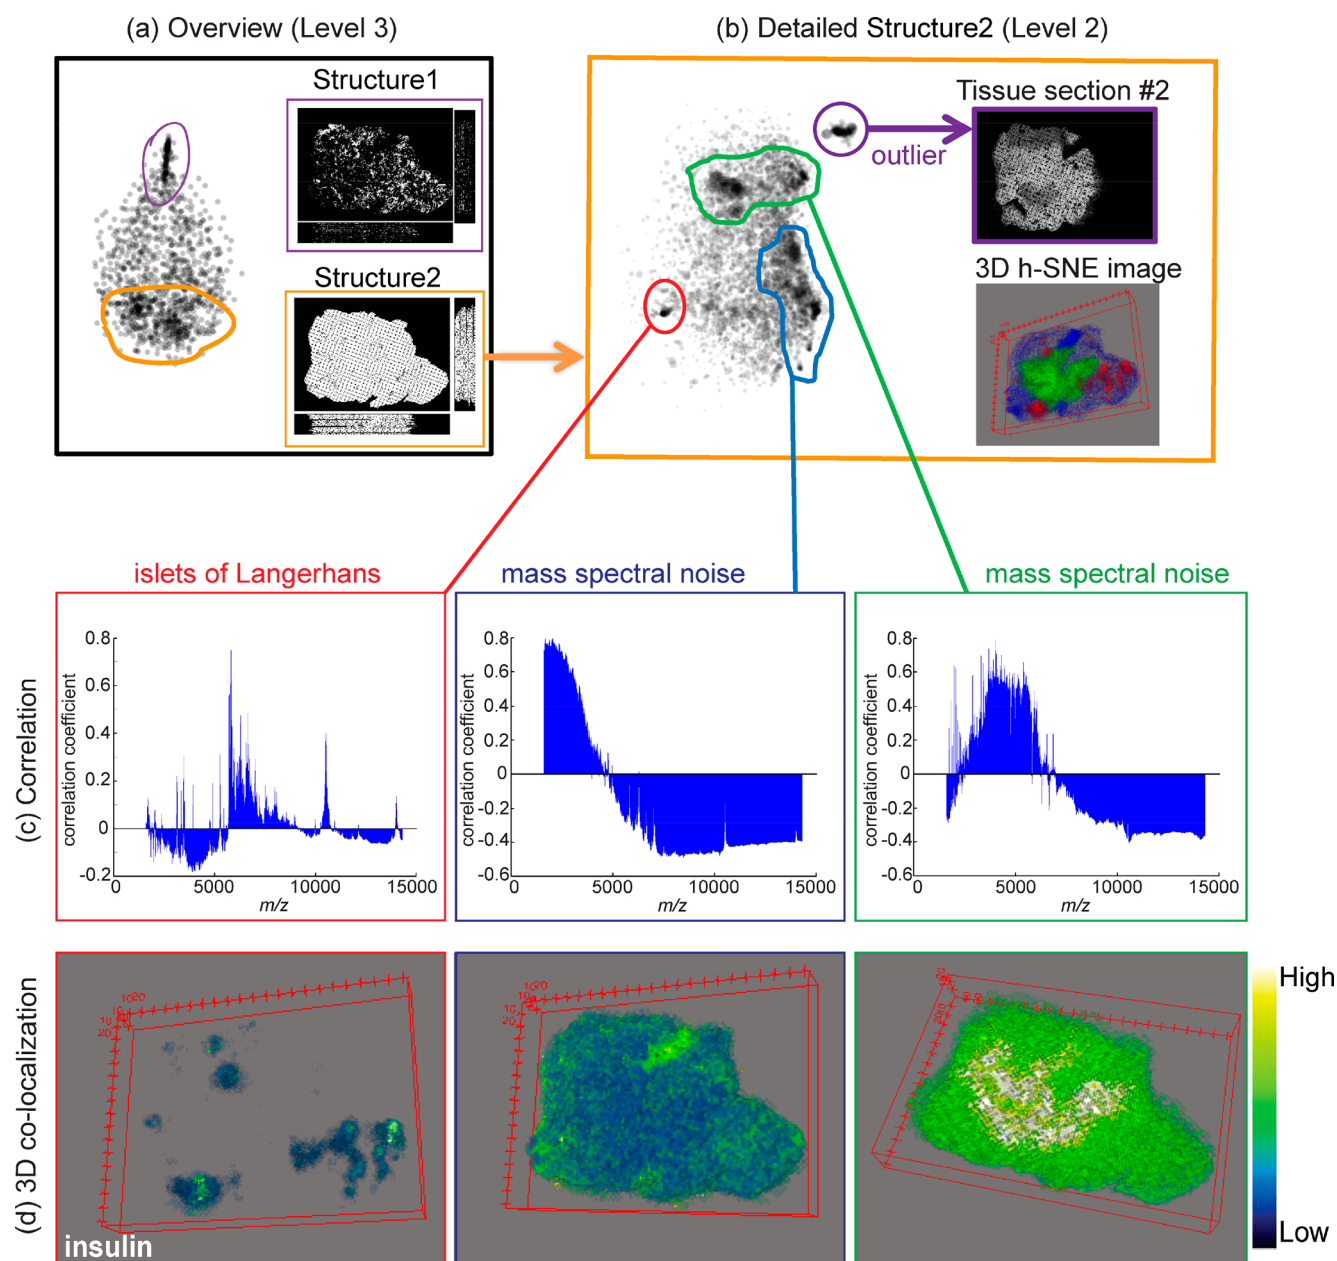 (a) Overview (Level 3)
(b) Detailed Structure2 (Level 2)
Structure1
Structure2
Tissue section #2
outlier
3D h-SNE image
islets of Langerhans
mass spectral noise
mass spectral noise
(c) Correlation
correlation coefficient
0.8
0.6
0.4
0.2
0
-0.2
0
5000
10000
15000
m/z
correlation coefficient
0.8
0.6
0.4
0.2
0
-0.2
-0.4
-0.6
0
5000
10000
15000
m/z
correlation coefficient
0.8
0.6
0.4
0.2
0
-0.2
-0.4
-0.6
0
5000
10000
15000
m/z
(d) 3D co-localization
insulin
High
Low